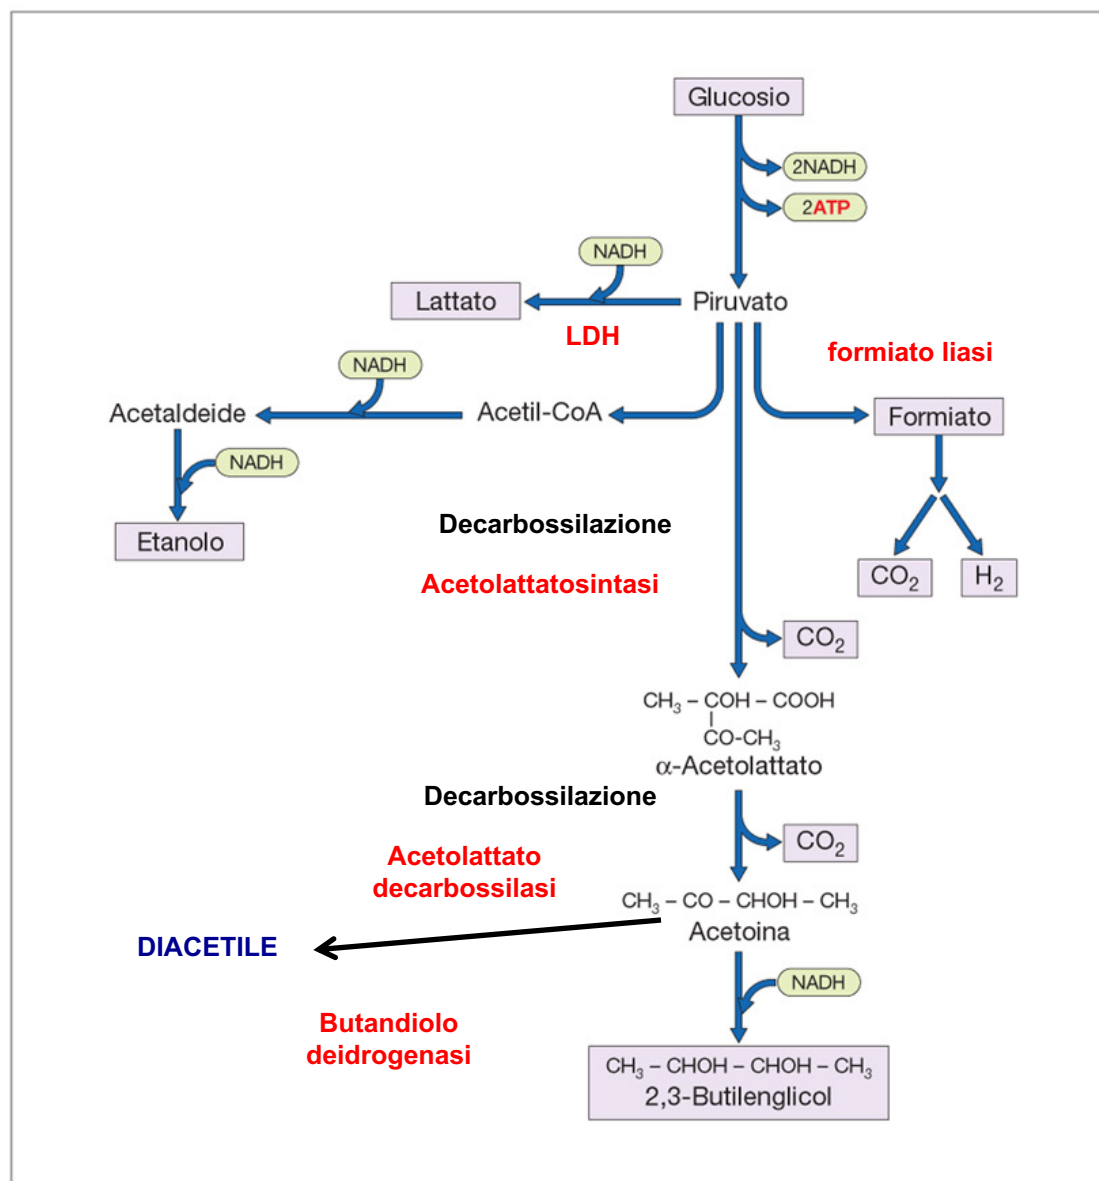 Glucosio
2NADH
2ATP
NADH
Lattato
Piruvato
LDH
formiato liasi
NADH
Acetaldeide
Acetil-CoA
Formiato
NADH
Decarbossilazione
Etanolo
CO₂
H₂
Acetolattatosintasi
CO₂
CH₃ – COH – COOH
CO-CH₃
α-Acetolattato
Decarbossilazione
CO₂
Acetolattato
decarbossilasi
CH₃ – CO – CHOH – CH₃
Acetoina
DIACETILE
NADH
Butandiolo
deidrogenasi
CH₃ – CHOH – CHOH – CH₃
2,3-Butilenglicol